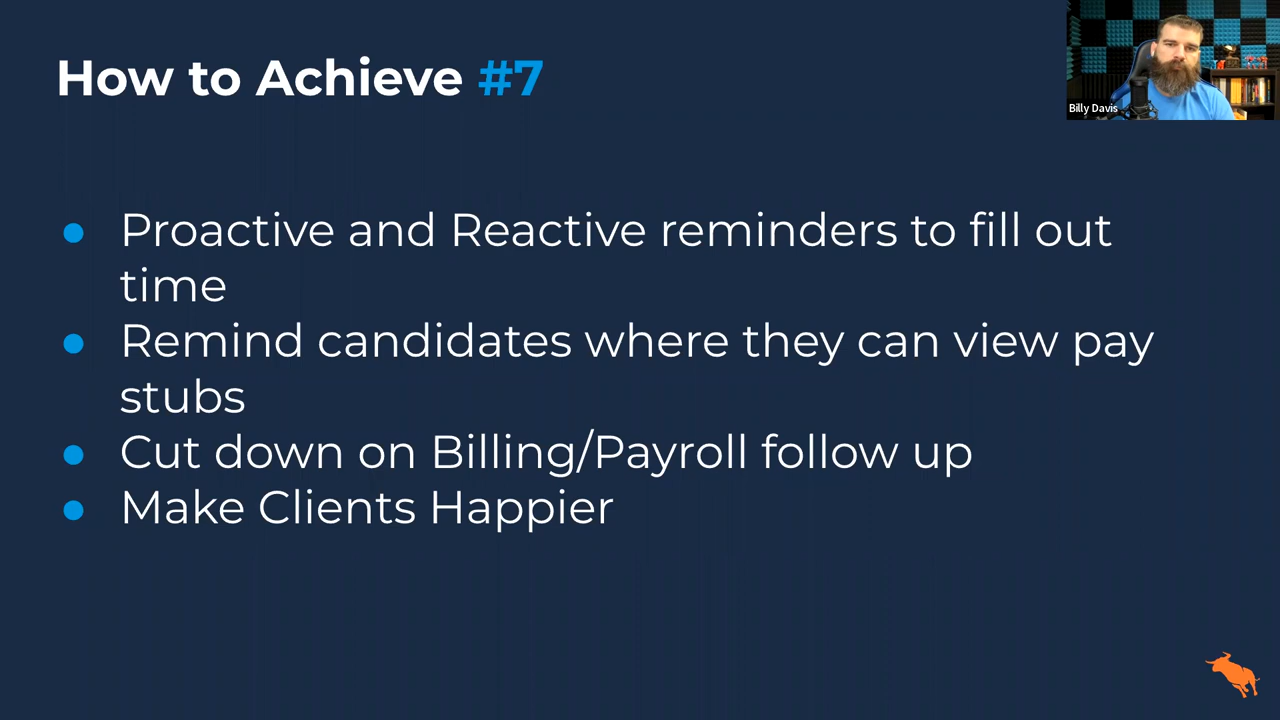 How to Achieve #7
Billy Davis
● Proactive and Reactive reminders to fill out
time
● Remind candidates where they can view pay
stubs
● Cut down on Billing/Payroll follow up
● Make Clients Happier